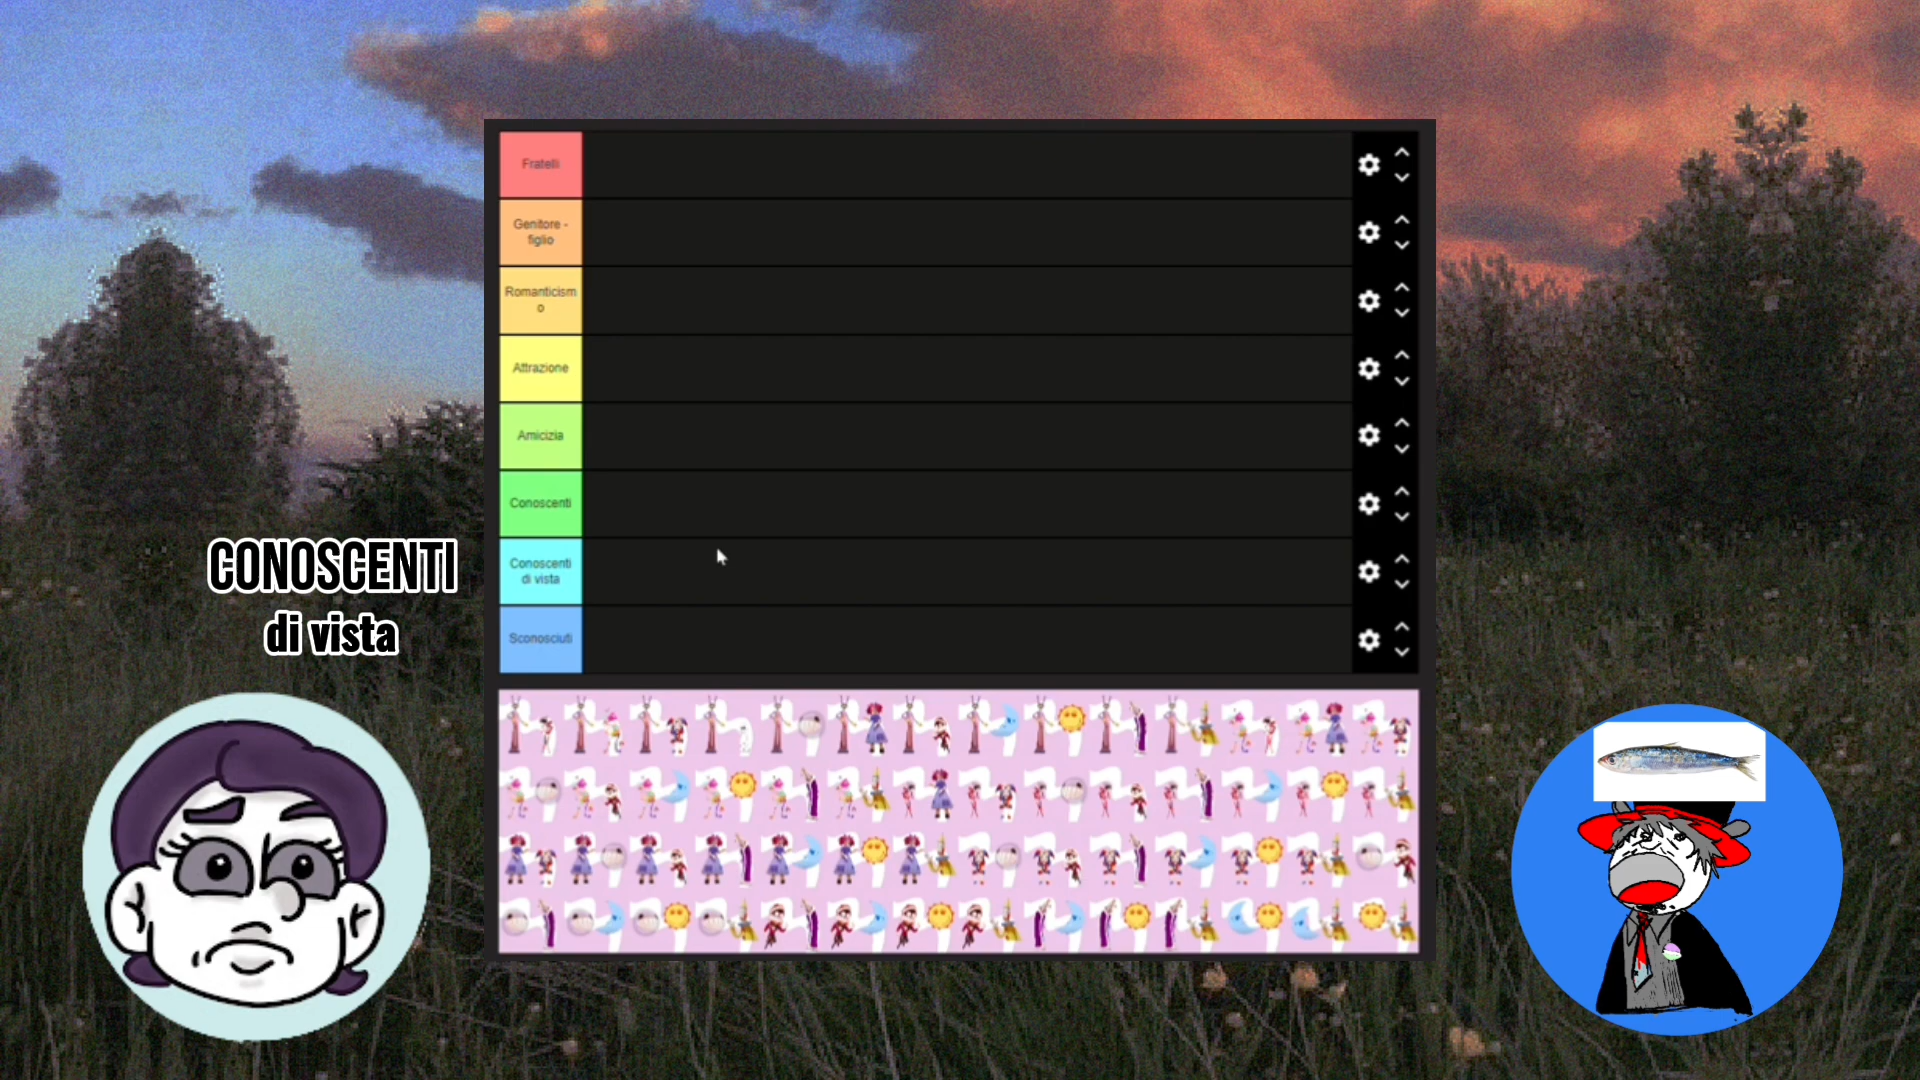 Fratelli
Genitore -
figlio
Romanticism
o
Attrazione
Amicizia
Conoscenti
Conoscenti
di vista
Sconosciuti
CONOSCENTI
di vista